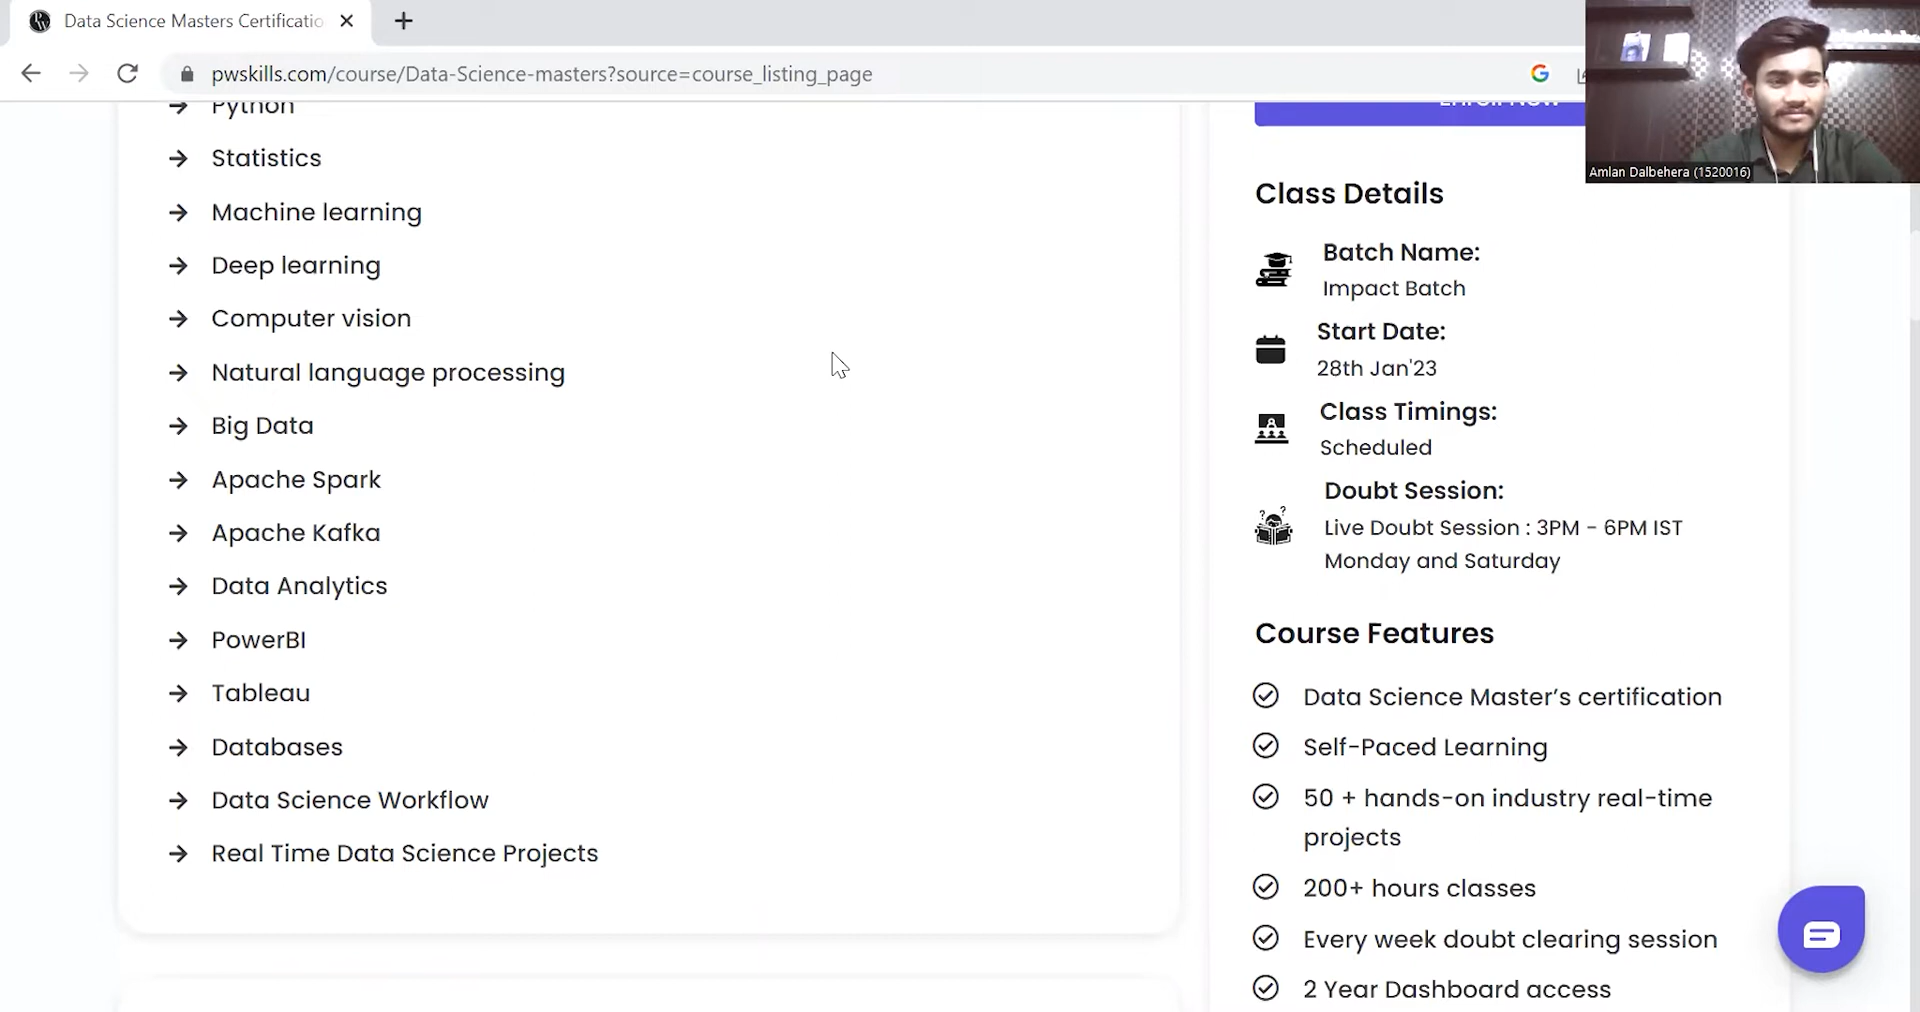 Data Science Masters Certificatio
pwskills.com/course/Data-Science-masters?source=course_listing_page
Python
Statistics
Machine learning
Deep learning
Computer vision
Natural language processing
Big Data
Apache Spark
Apache Kafka
Data Analytics
PowerBI
Tableau
Databases
Data Science Workflow
Real Time Data Science Projects
Enroll Now
Amlan Dalbehera (1520016)
Class Details
Batch Name:
Impact Batch
Start Date:
28th Jan'23
Class Timings:
Scheduled
Doubt Session:
Live Doubt Session : 3PM - 6PM IST
Monday and Saturday
Course Features
Data Science Master’s certification
Self-Paced Learning
50 + hands-on industry real-time
projects
200+ hours classes
Every week doubt clearing session
2 Year Dashboard access